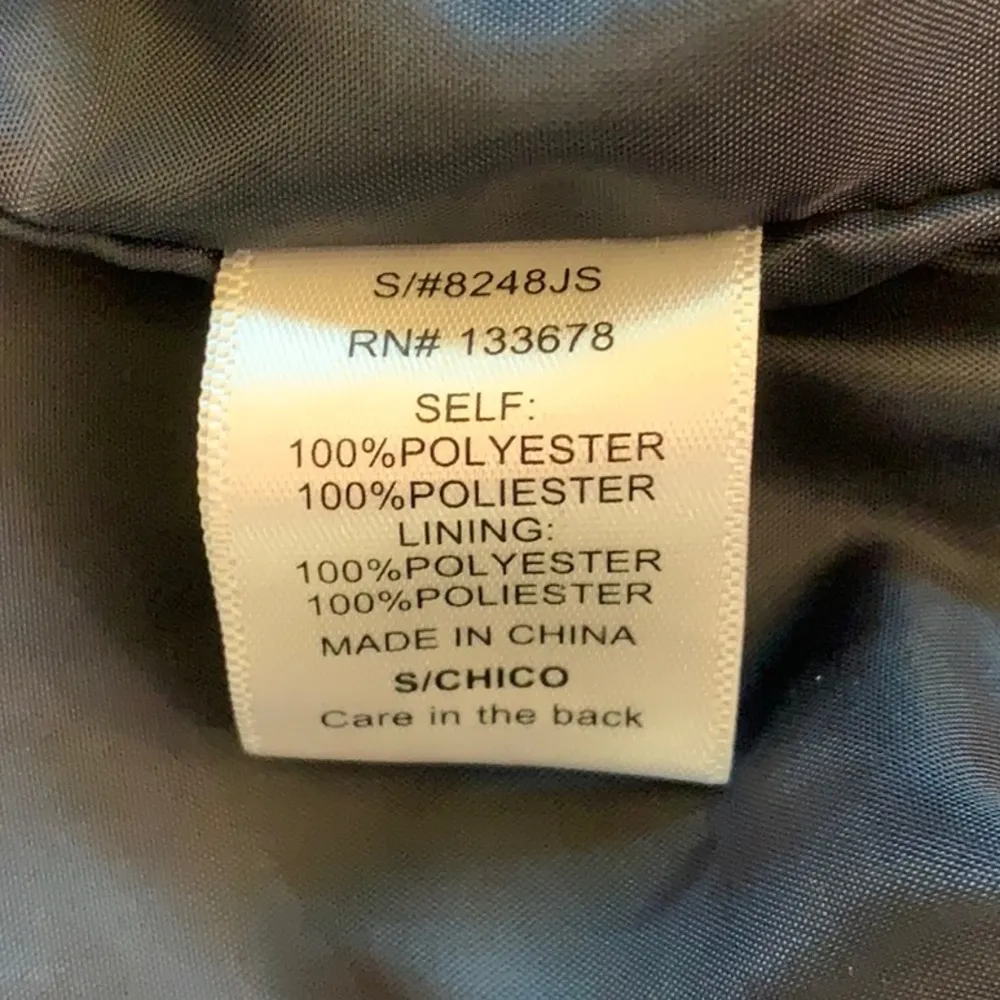 S/#8248JS
RN# 133678
SELF:
100%POLYESTER
100%POLIESTER
LINING:
100%POLYESTER
100%POLIESTER
MADE IN CHINA
S/CHICO
Care in the back